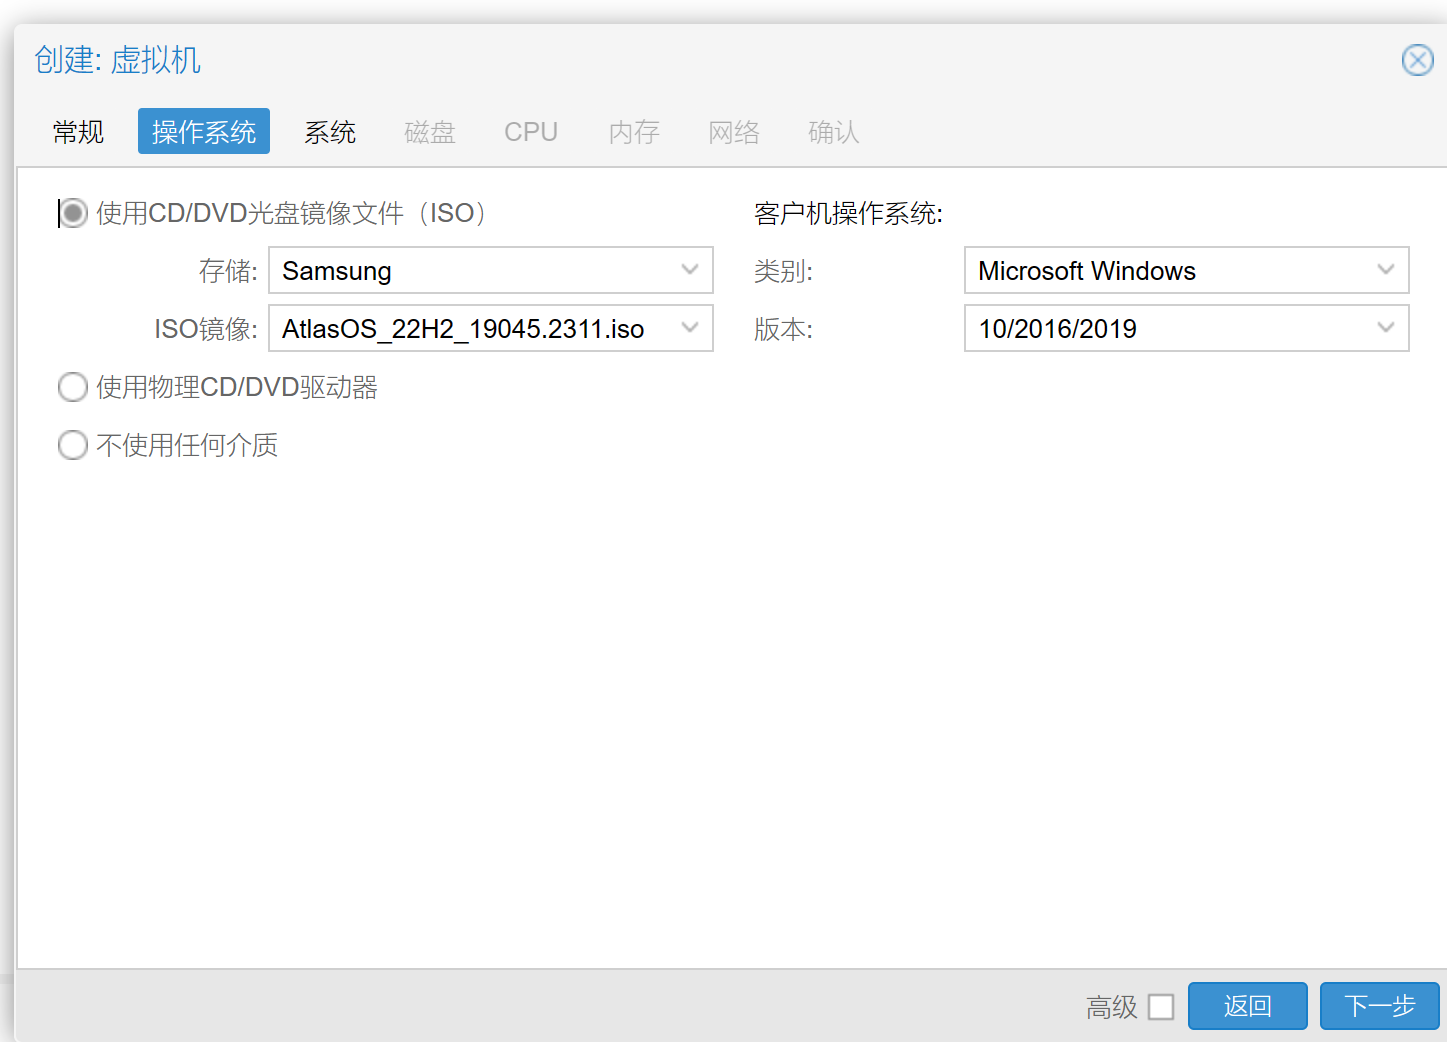 创建: 虚拟机
常规 操作系统 系统 磁盘 CPU 内存 网络 确认
使用CD/DVD光盘镜像文件（ISO）
存储: Samsung
ISO镜像: AtlasOS_22H2_19045.2311.iso
使用物理CD/DVD驱动器
不使用任何介质
客户机操作系统:
类别: Microsoft Windows
版本: 10/2016/2019
高级 返回 下一步